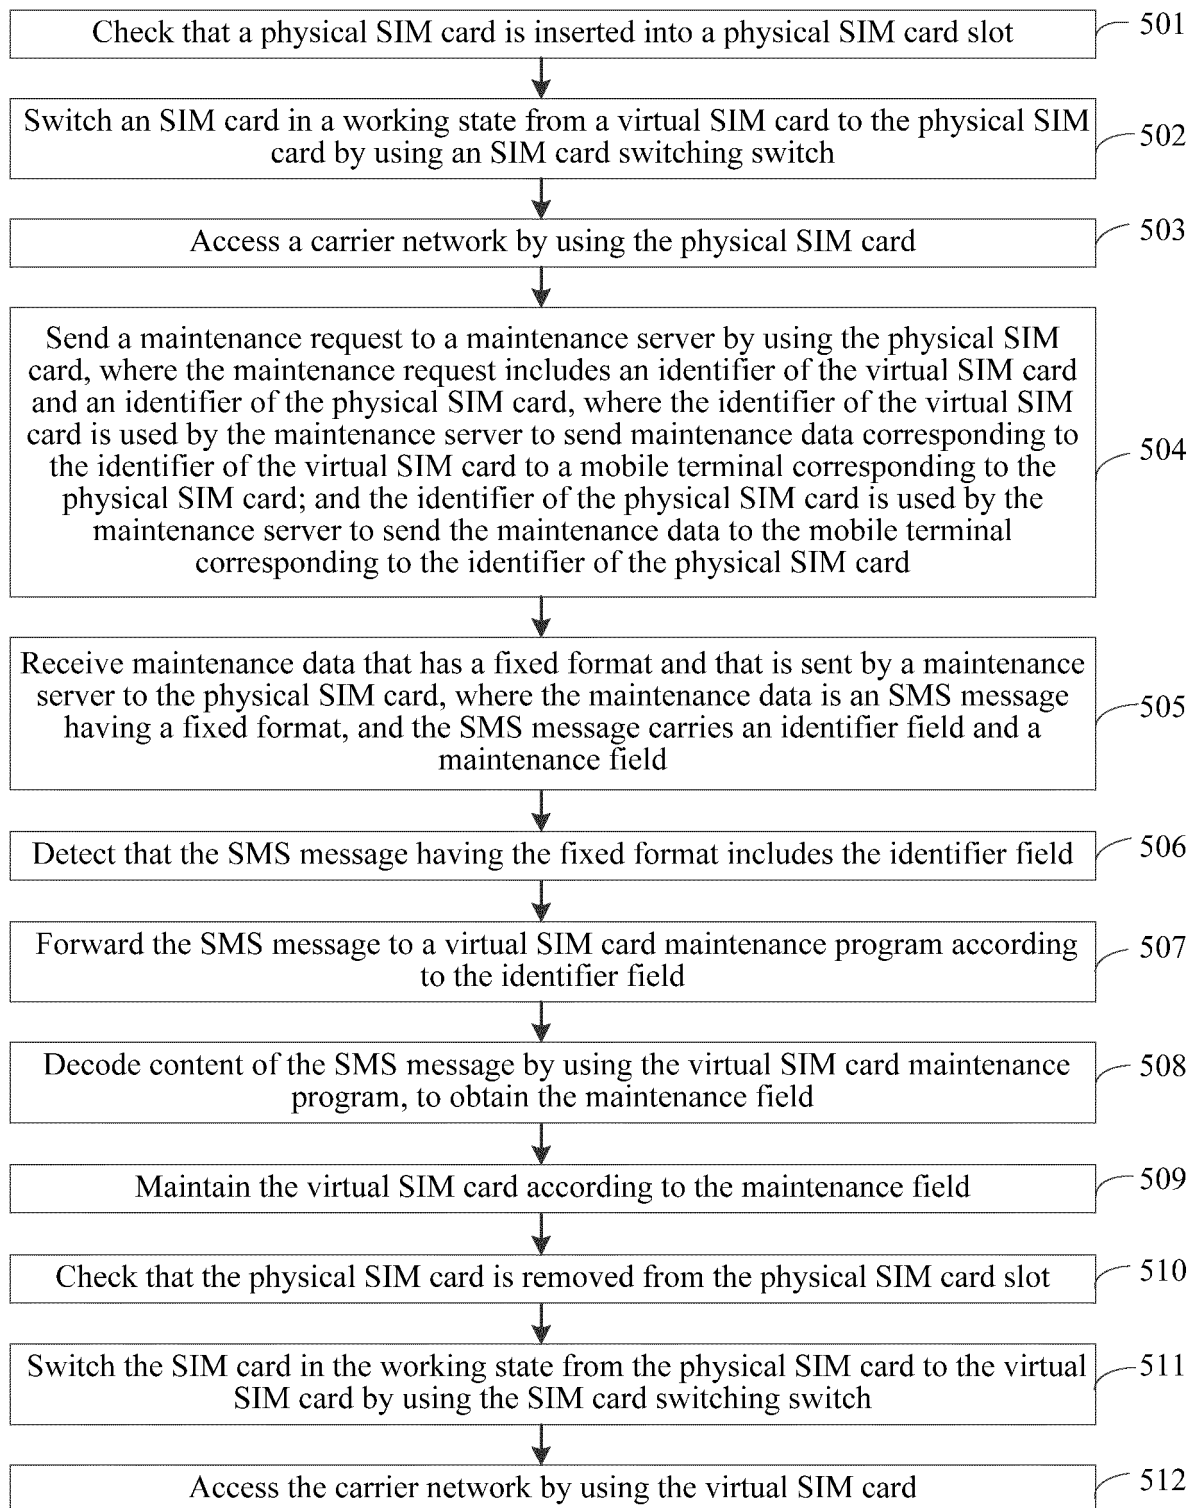 Check that a physical SIM card is inserted into a physical SIM card slot
501
Switch an SIM card in a working state from a virtual SIM card to the physical SIM
card by using an SIM card switching switch
502
Access a carrier network by using the physical SIM card
503
Send a maintenance request to a maintenance server by using the physical SIM
card, where the maintenance request includes an identifier of the virtual SIM card
and an identifier of the physical SIM card, where the identifier of the virtual SIM
card is used by the maintenance server to send maintenance data corresponding to
the identifier of the virtual SIM card to a mobile terminal corresponding to the
physical SIM card; and the identifier of the physical SIM card is used by the
maintenance server to send the maintenance data to the mobile terminal
corresponding to the identifier of the physical SIM card
504
Receive maintenance data that has a fixed format and that is sent by a maintenance
server to the physical SIM card, where the maintenance data is an SMS message
having a fixed format, and the SMS message carries an identifier field and a
maintenance field
505
Detect that the SMS message having the fixed format includes the identifier field
506
Forward the SMS message to a virtual SIM card maintenance program according
to the identifier field
507
Decode content of the SMS message by using the virtual SIM card maintenance
program, to obtain the maintenance field
508
Maintain the virtual SIM card according to the maintenance field
509
Check that the physical SIM card is removed from the physical SIM card slot
510
Switch the SIM card in the working state from the physical SIM card to the virtual
SIM card by using the SIM card switching switch
511
Access the carrier network by using the virtual SIM card
512